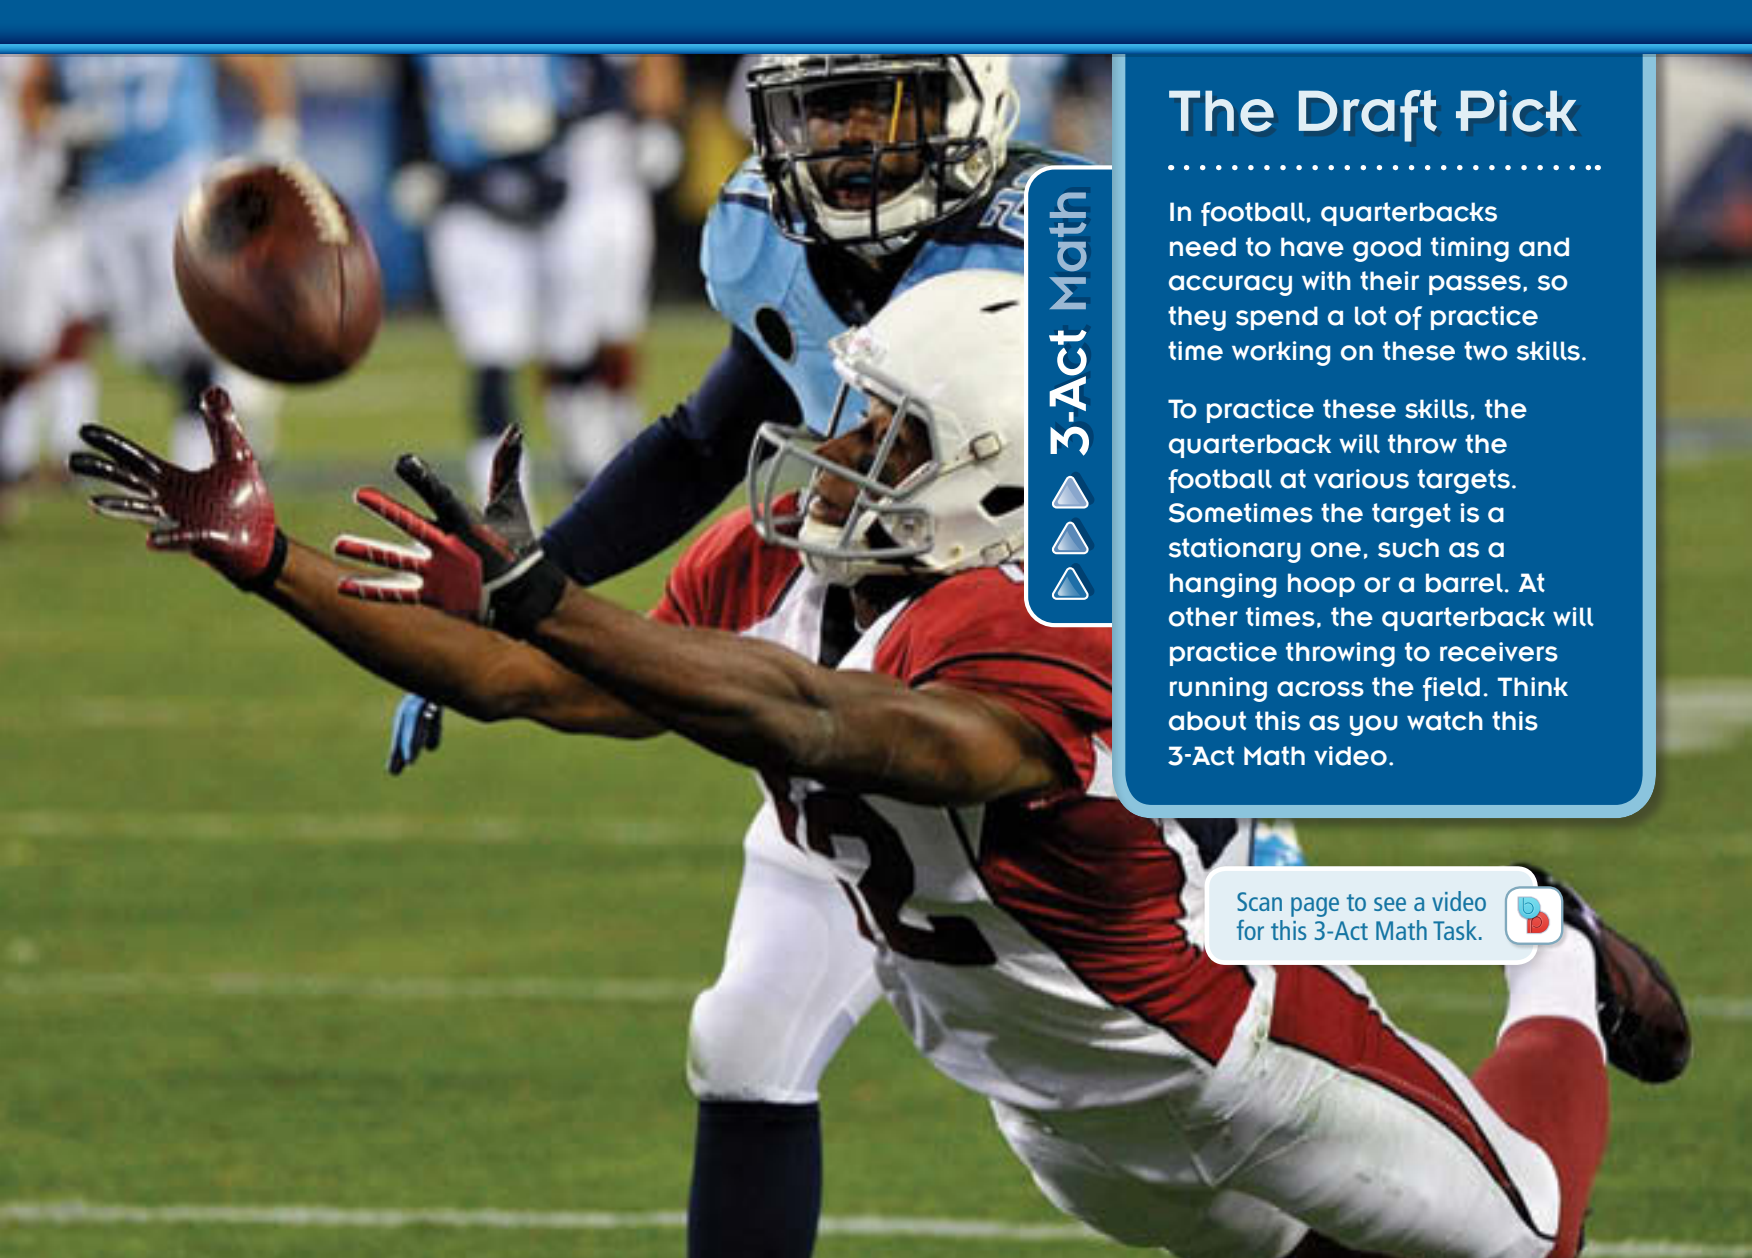 The Draft Pick
In football, quarterbacks
need to have good timing and
accuracy with their passes, so
they spend a lot of practice
time working on these two skills.
To practice these skills, the
quarterback will throw the
football at various targets.
Sometimes the target is a
stationary one, such as a
hanging hoop or a barrel. At
other times, the quarterback will
practice throwing to receivers
running across the field. Think
about this as you watch this
3-Act Math video.
3-Act Math
Scan page to see a video
for this 3-Act Math Task.